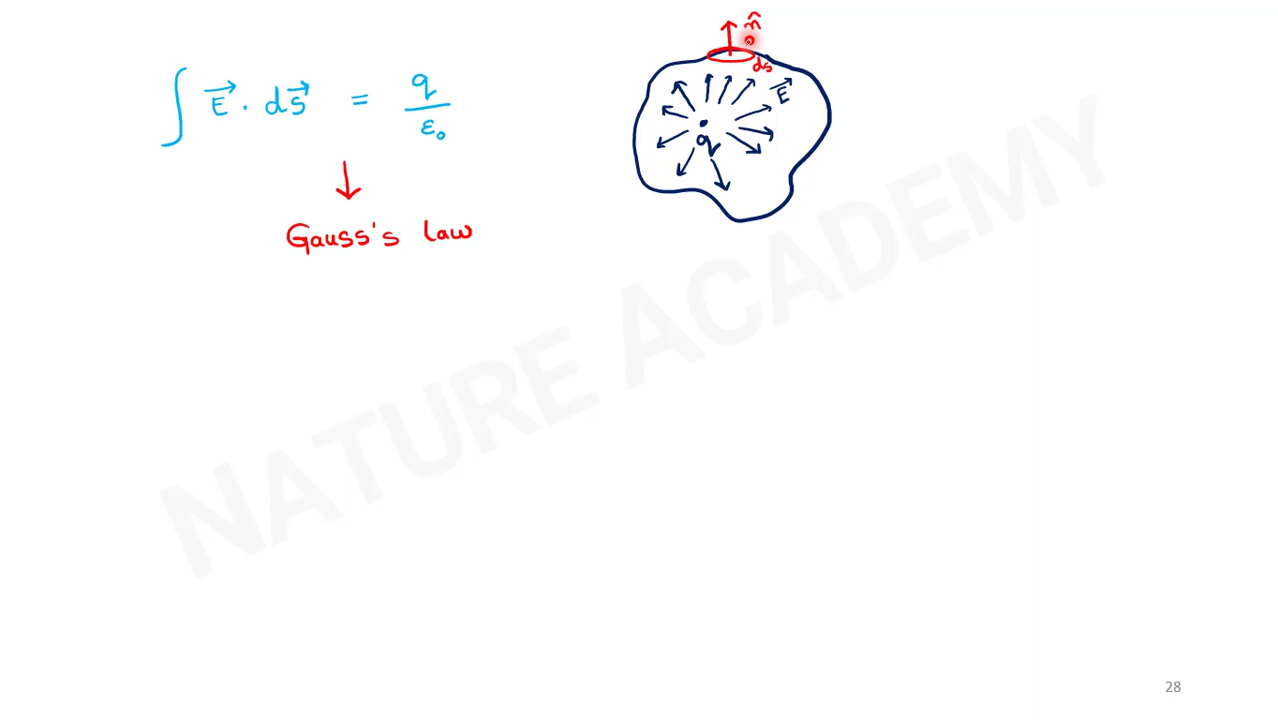 ∫ E⃗ · dS⃗ = q/ε₀
Gauss's law
n̂
ds
E⃗
q
NATURE ACADEMY
28